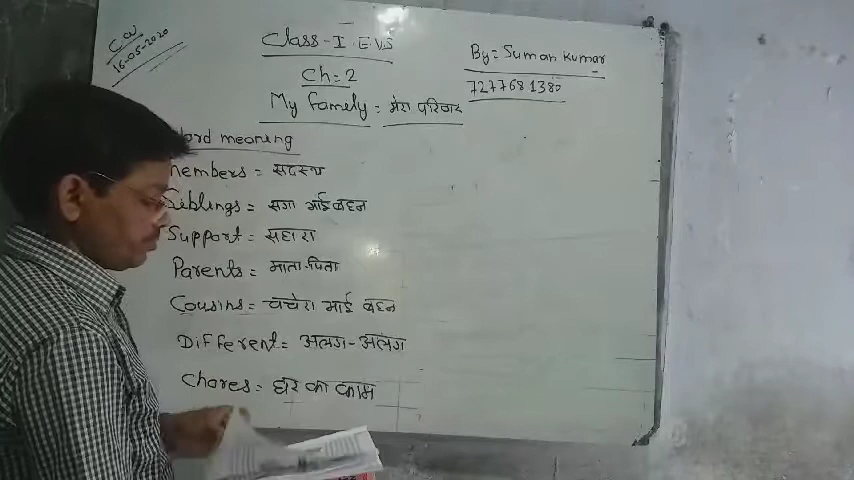 C.W
16-05-2020
Class-I E.V.S
By= Suman Kumar
Ch:2
7277681380
My family = मेरा परिवार
word meaning
members = सदस्य
Siblings = सगा भाई बहन
Support = सहारा
Parents = माता-पिता
Cousins = चचेरा भाई बहन
Different = अलग-अलग
Chores = घर का काम